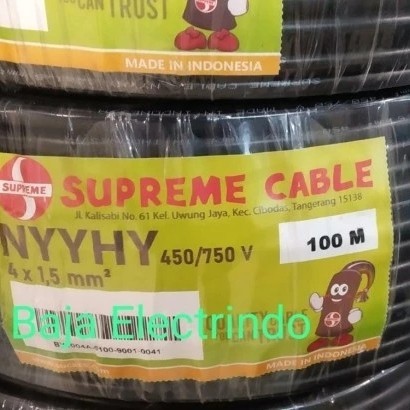 CAN TRUST
MADE IN INDONESIA
SUPREME
SUPREME CABLE
Jl. Kalisabi No. 61 Kel. Uwung Jaya, Kec. Cibodas, Tangerang 15138
NYYHY 450/750 V
100 M
4 x 1,5 mm²
Baja Electrindo
MADE IN INDONESIA